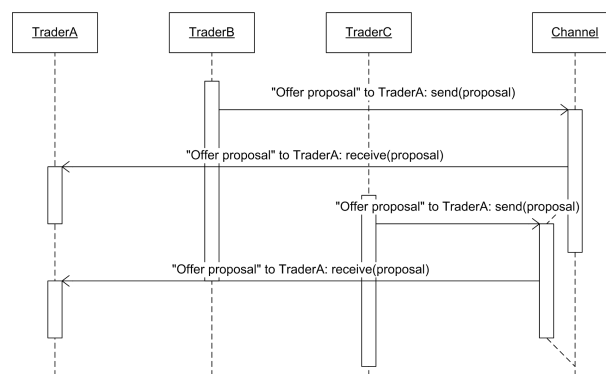 TraderA
TraderB
TraderC
Channel
"Offer proposal" to TraderA: send(proposal)
"Offer proposal" to TraderA: receive(proposal)
"Offer proposal" to TraderA: send(proposal)
"Offer proposal" to TraderA: receive(proposal)